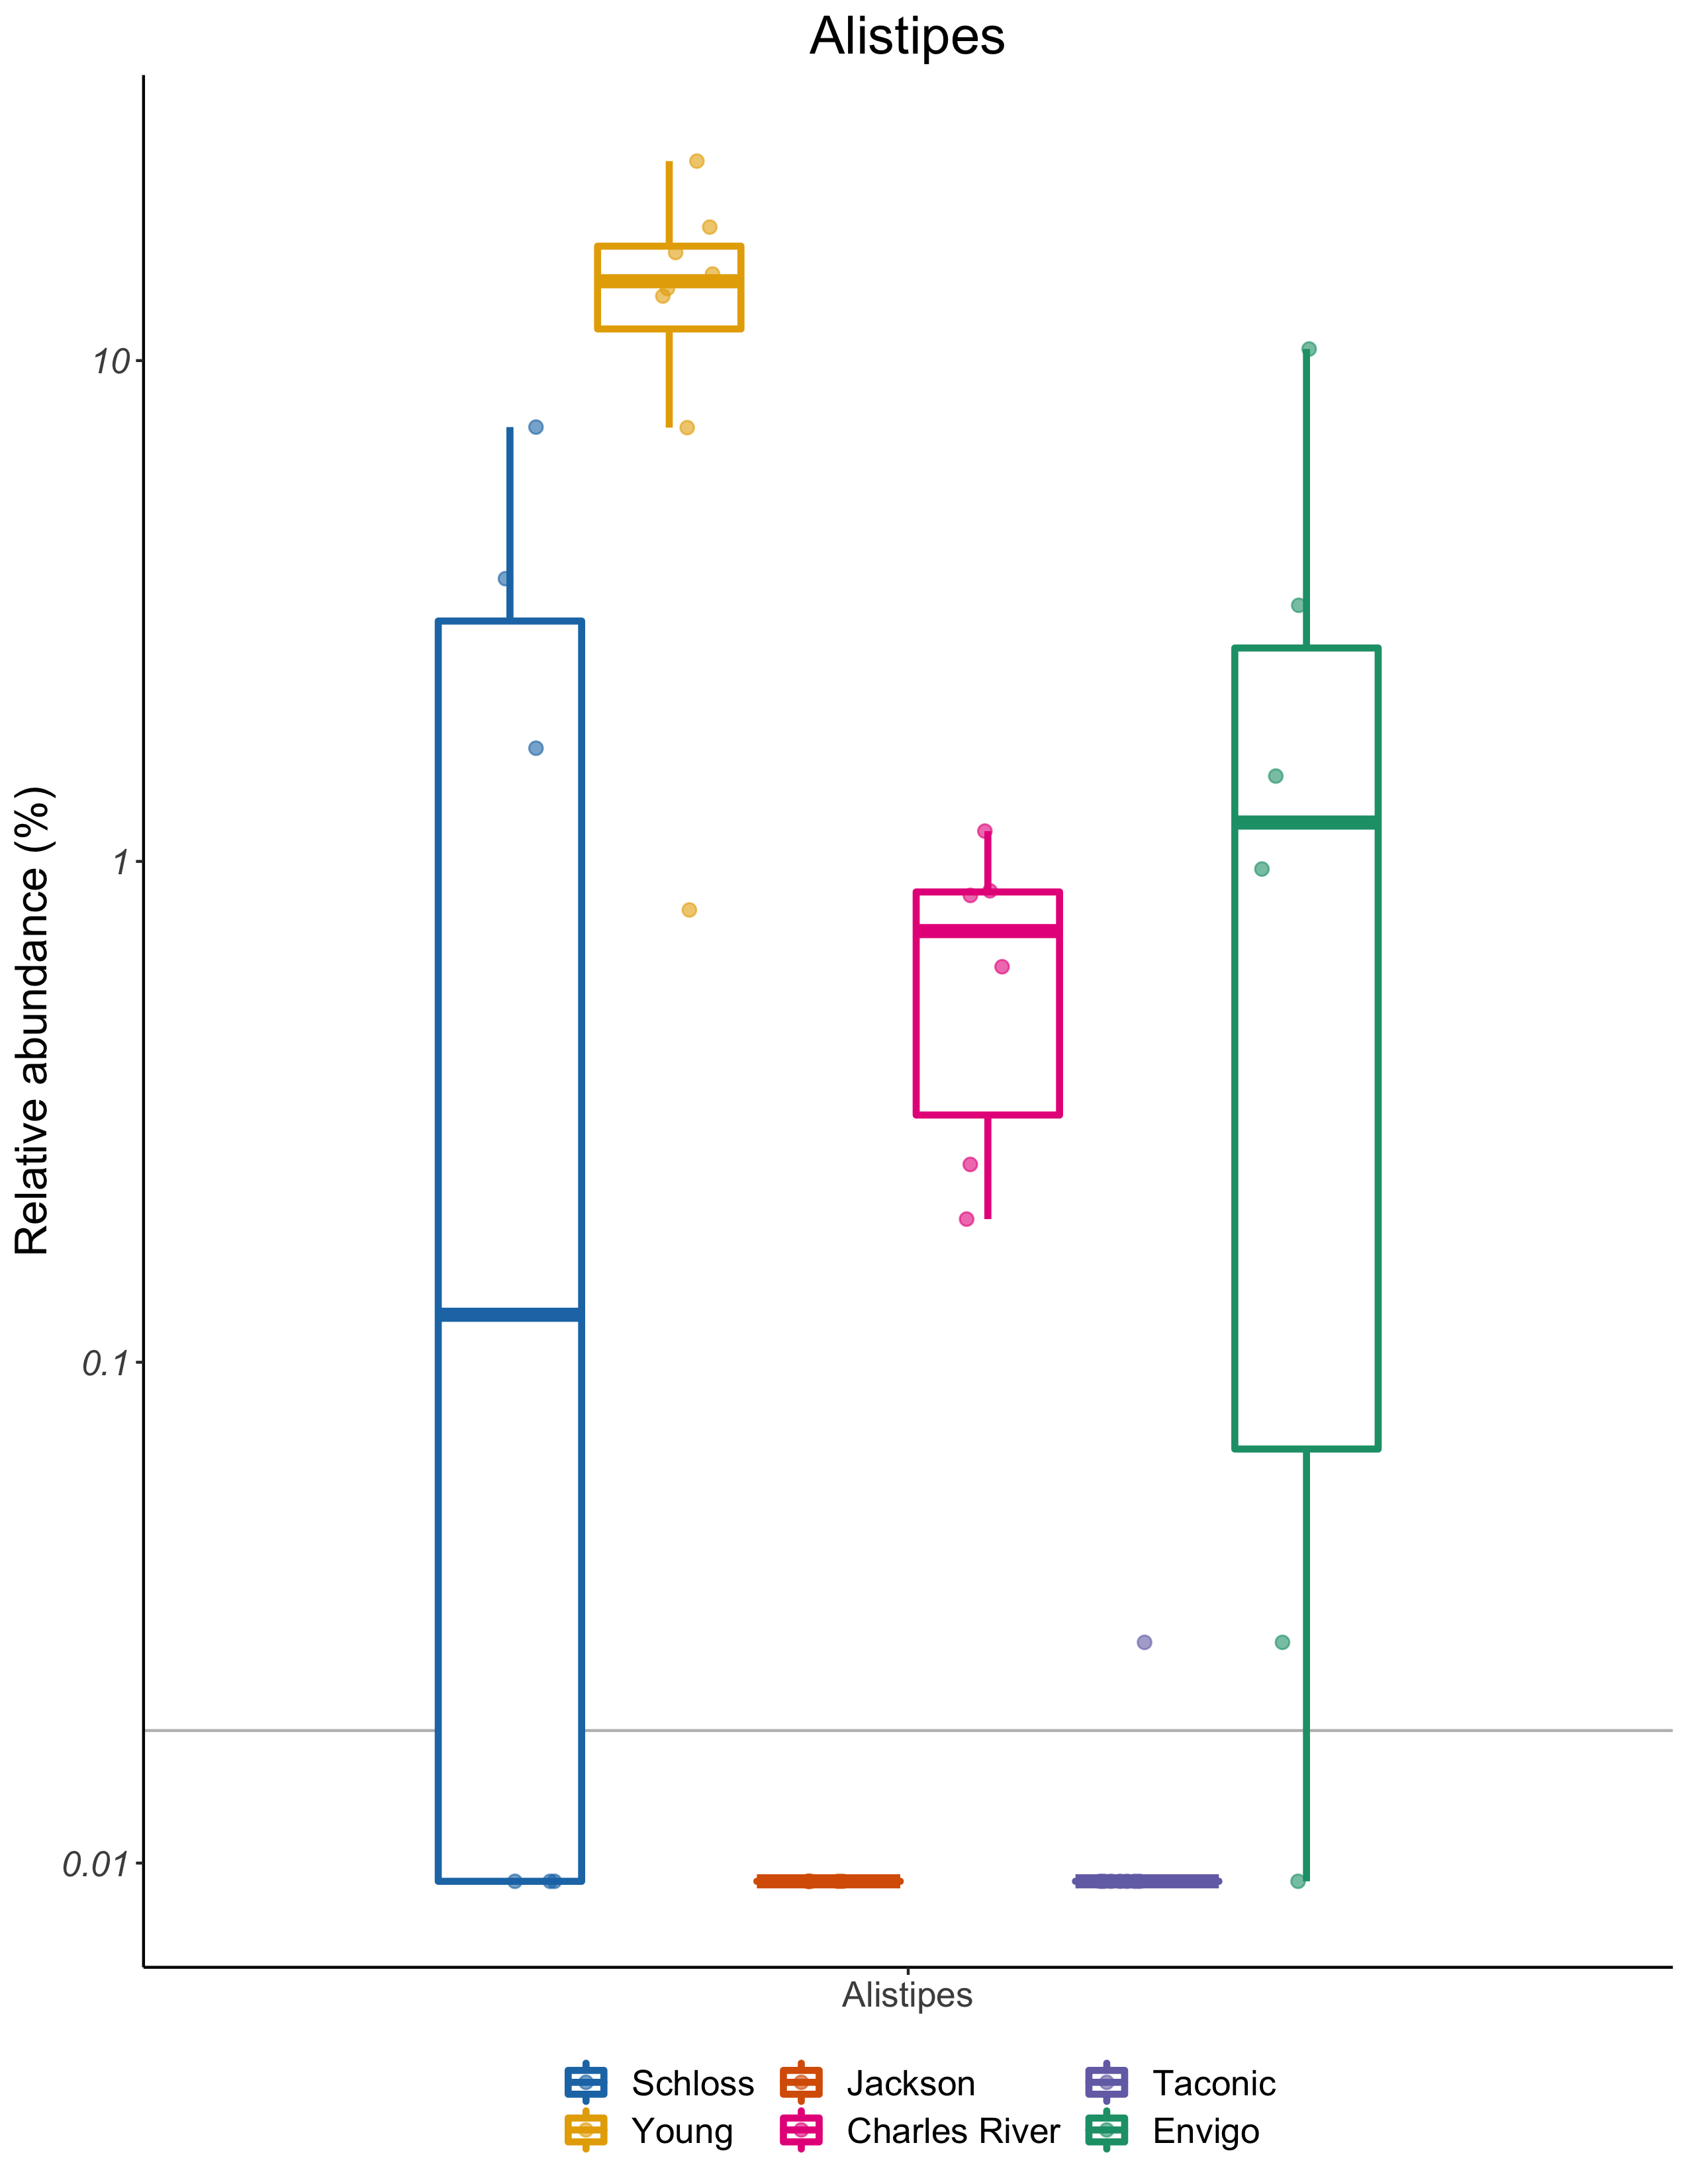 Alistipes
Relative abundance (%)
10
1
0.1
0.01
Alistipes
Schloss Jackson Taconic
Young Charles River Envigo